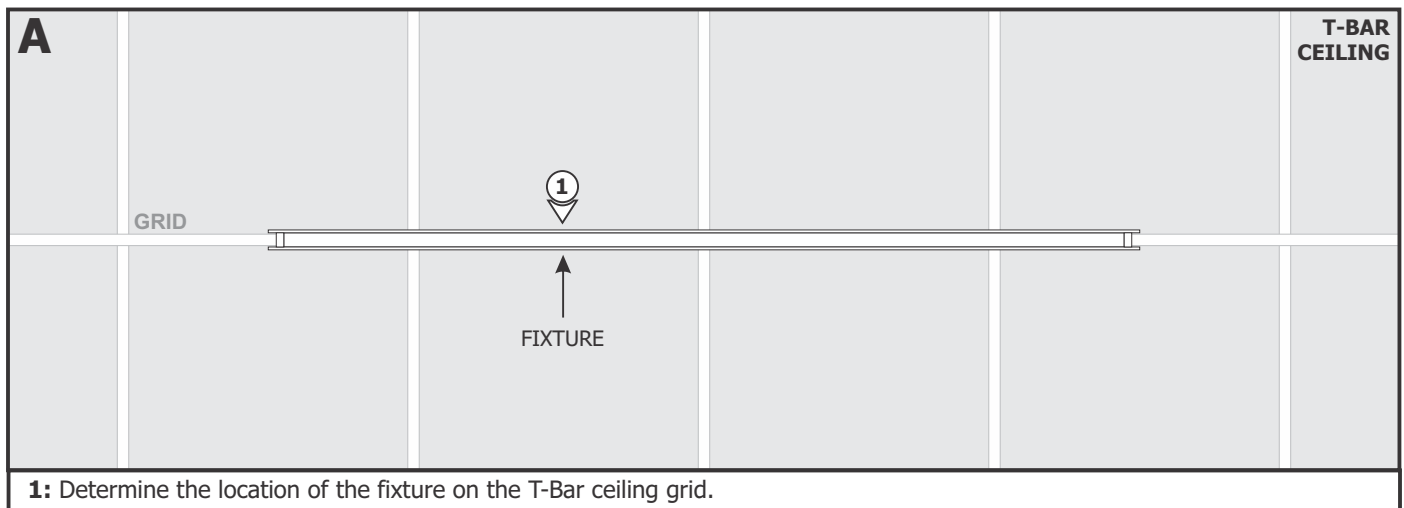 A
T-BAR
CEILING
1
GRID
FIXTURE
1: Determine the location of the fixture on the T-Bar ceiling grid.